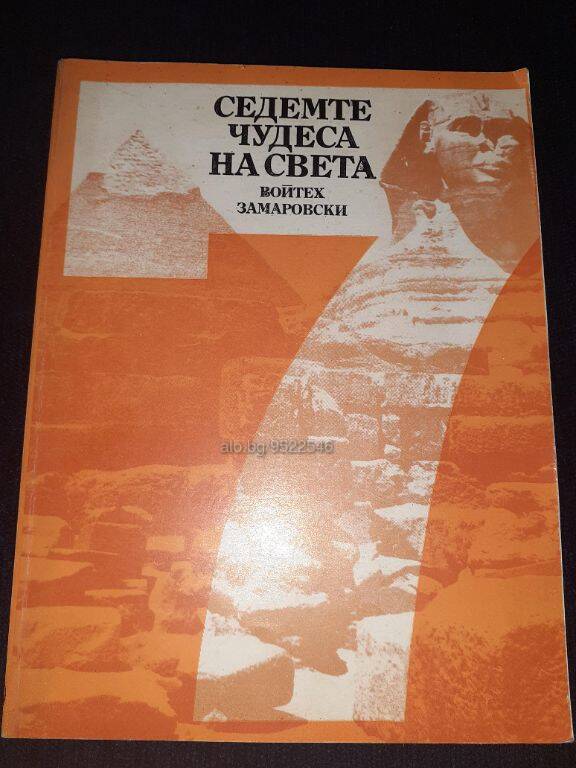 СЕДЕМТЕ
ЧУДЕСА
НА СВЕТА
ВОЙТЕХ
ЗАМАРОВСКИ
7
alo.bg/9522546